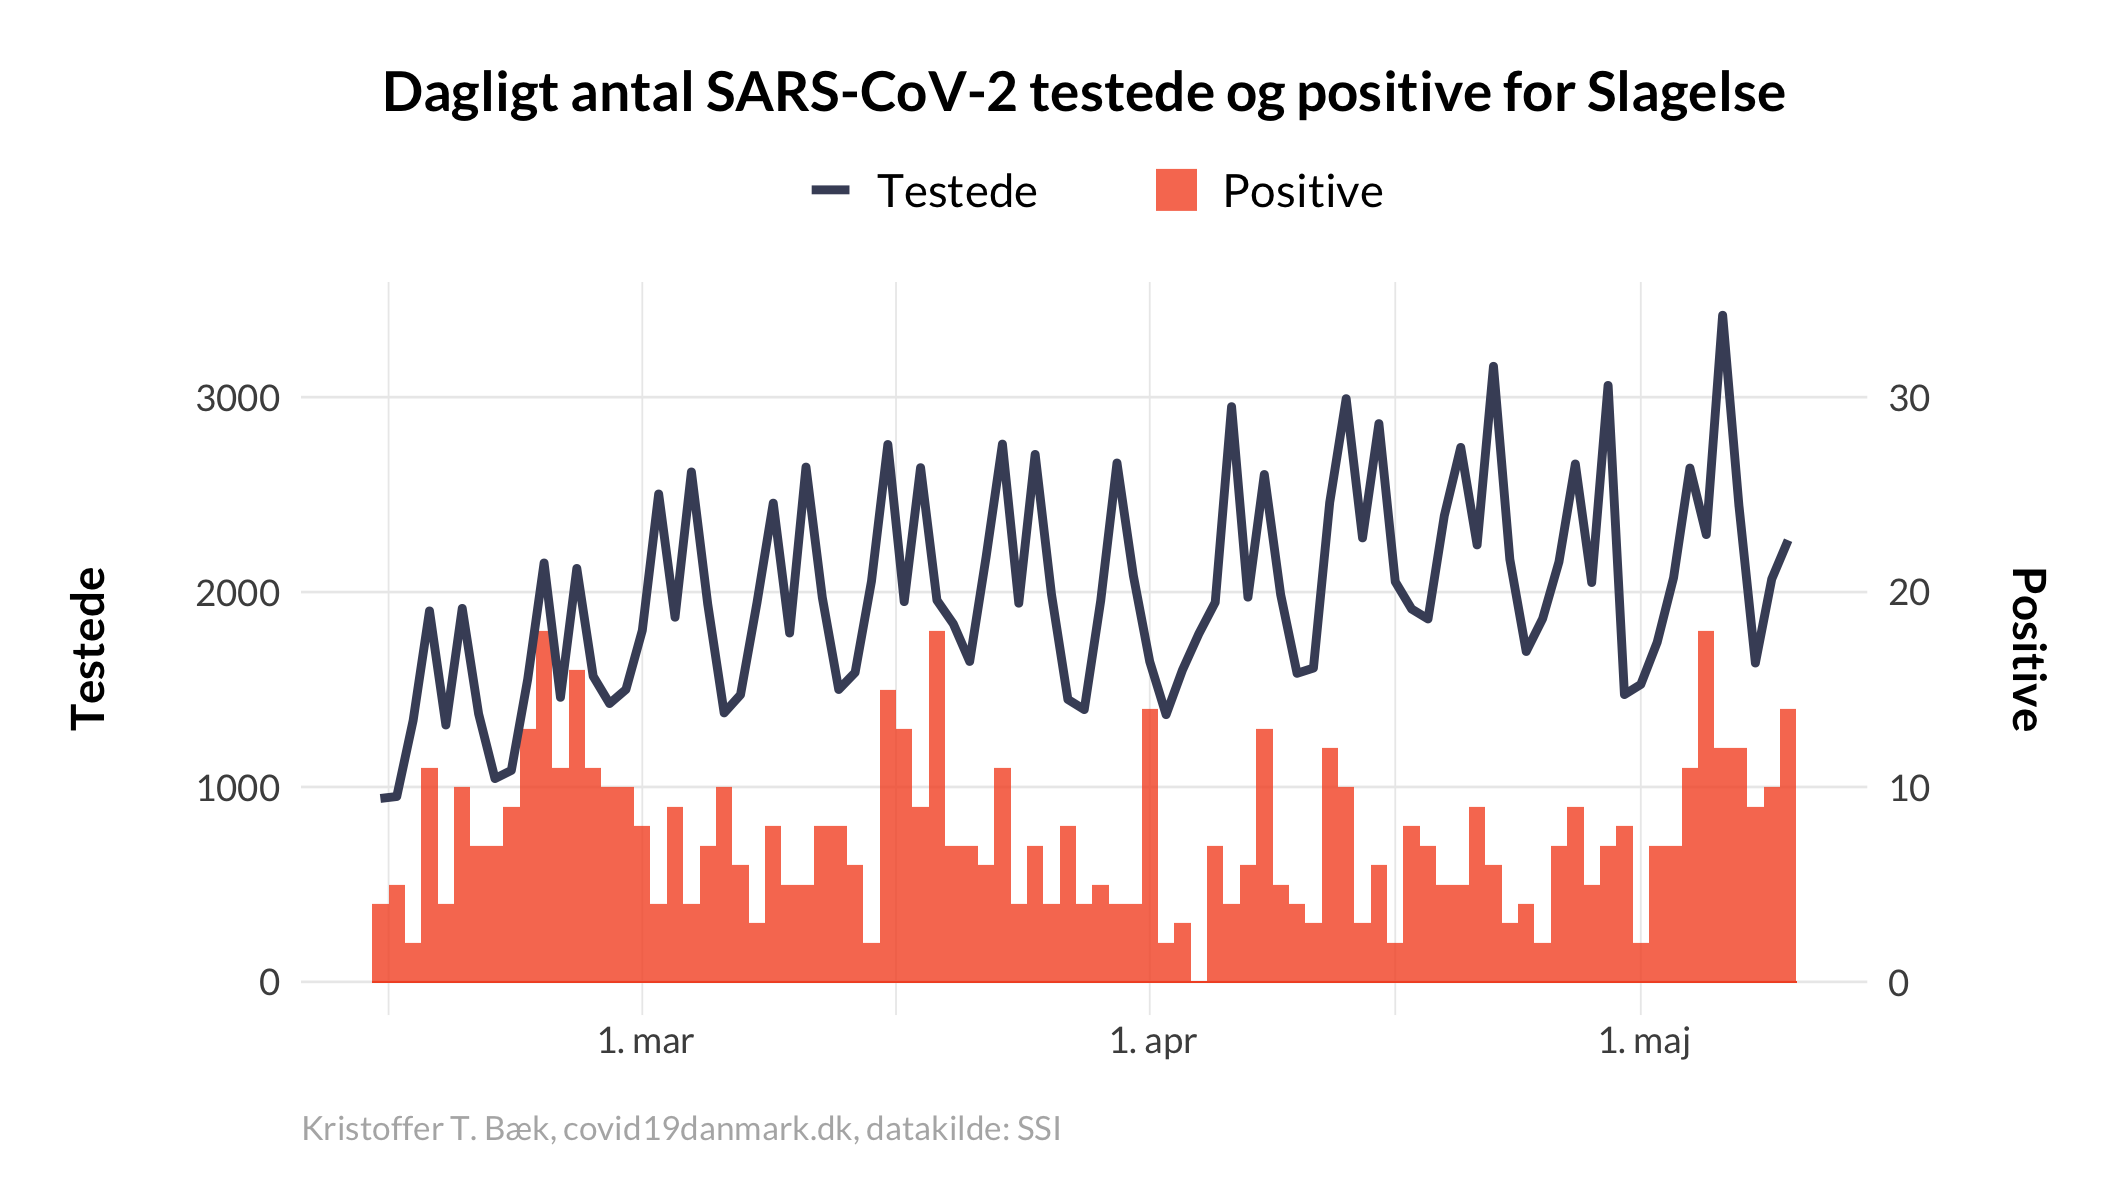 Dagligt antal SARS-CoV-2 testede og positive for Slagelse
Testede
Positive
Testede
3000
2000
1000
0
30
20
10
0
Positive
1. mar
1. apr
1. maj
Kristoffer T. Bæk, covid19danmark.dk, datakilde: SSI